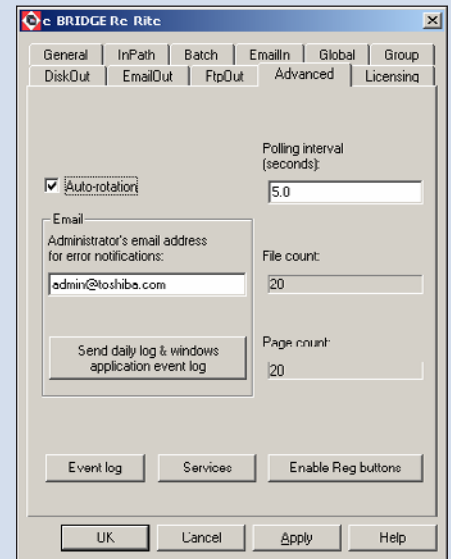 e-BRIDGE Re-Rite
General InPath Batch EmailIn Global Group
DiskOut EmailOut FtpOut Advanced Licensing
Polling interval
(seconds):
Auto-rotation
5.0
Email
Administrator's email address
for error notifications:
File count:
admin@toshiba.com
20
Page count:
Send daily log & windows
application event log
20
Event log Services Enable Reg buttons
OK Cancel Apply Help